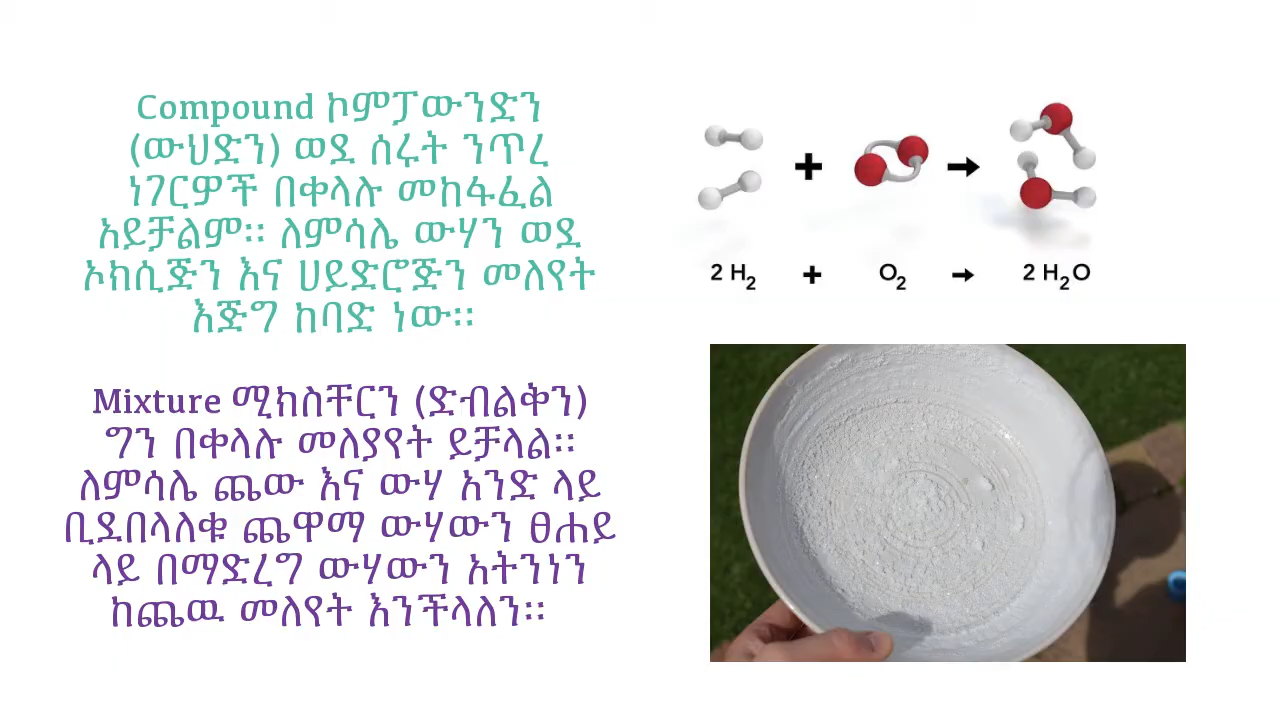 Compound ኮምፓውንድን
(ውህድን) ወደ ሰሩት ንጥረ
ነገርዎች በቀላሉ መከፋፈል
አይቻልም፡፡ ለምሳሌ ውሃን ወደ
ኦክሲጅን እና ሀይድሮጅን መለየት
እጅግ ከባድ ነው፡፡
Mixture ሚክስቸርን (ድብልቅን)
ግን በቀላሉ መለያየት ይቻላል፡፡
ለምሳሌ ጨው እና ውሃ አንድ ላይ
ቢደበላለቁ ጨዋማ ውሃውን ፀሐይ
ላይ በማድረግ ውሃውን አትንነን
ከጨዉ መለየት እንችላለን፡፡
+
2 H₂ + O₂ → 2 H₂O